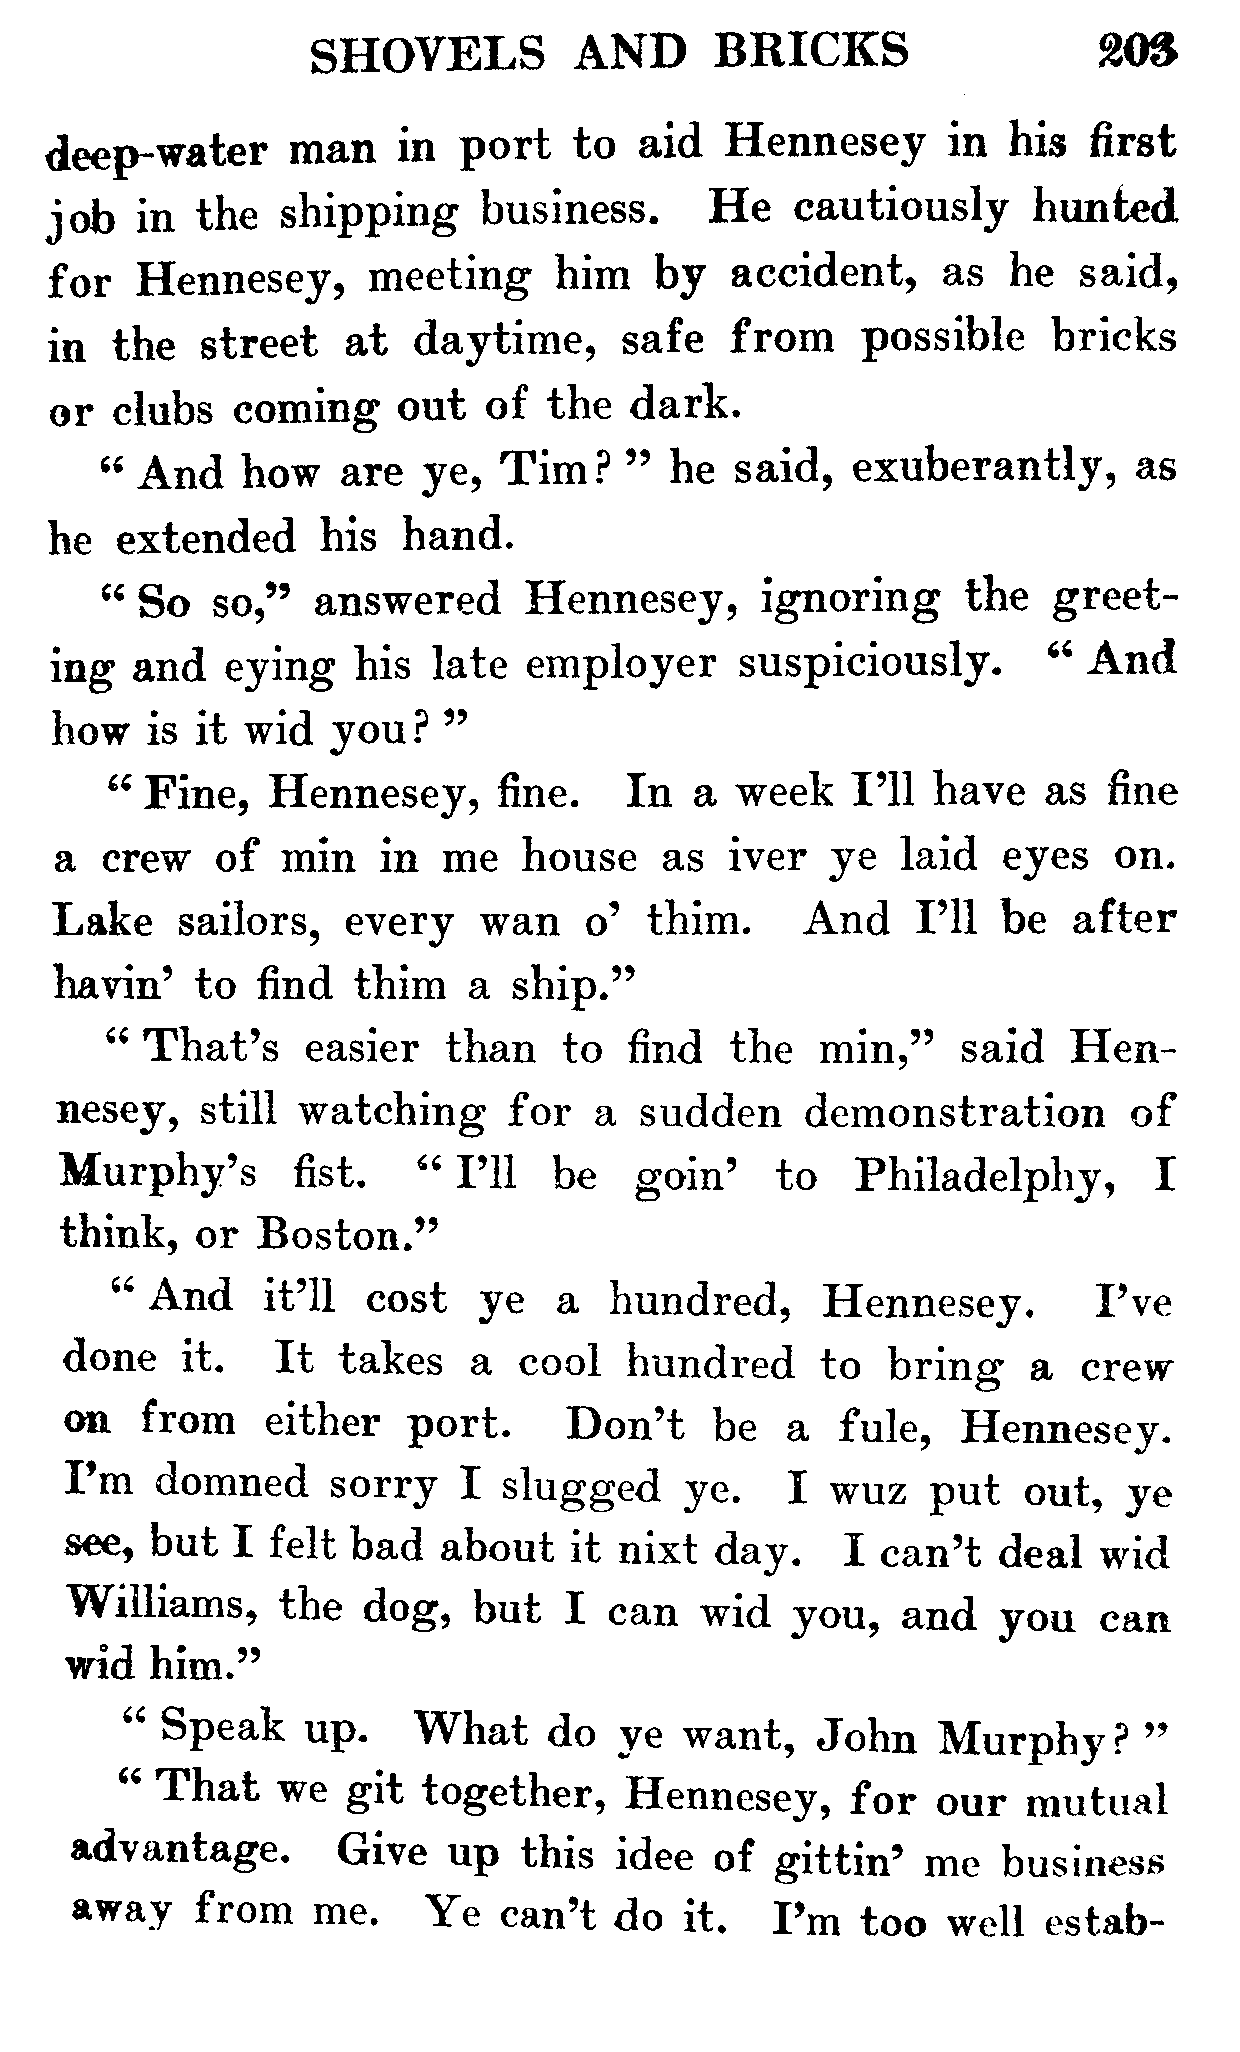 SHOVELS AND BRICKS 203
deep-water man in port to aid Hennesey in his first
job in the shipping business. He cautiously hunted
for Hennesey, meeting him by accident, as he said,
in the street at daytime, safe from possible bricks
or clubs coming out of the dark.
“ And how are ye, Tim? ” he said, exuberantly, as
he extended his hand.
“ So so,” answered Hennesey, ignoring the greet-
ing and eying his late employer suspiciously. “ And
how is it wid you? ”
“ Fine, Hennesey, fine. In a week I’ll have as fine
a crew of min in me house as iver ye laid eyes on.
Lake sailors, every wan o’ thim. And I’ll be after
havin’ to find thim a ship.”
“ That’s easier than to find the min,” said Hen-
nesey, still watching for a sudden demonstration of
Murphy’s fist. “ I’ll be goin’ to Philadelphy, I
think, or Boston.”
“ And it’ll cost ye a hundred, Hennesey. I’ve
done it. It takes a cool hundred to bring a crew
on from either port. Don’t be a fule, Hennesey.
I’m domned sorry I slugged ye. I wuz put out, ye
see, but I felt bad about it nixt day. I can’t deal wid
Williams, the dog, but I can wid you, and you can
wid him.”
“ Speak up. What do ye want, John Murphy? ”
“ That we git together, Hennesey, for our mutual
advantage. Give up this idee of gittin’ me business
away from me. Ye can’t do it. I’m too well estab-